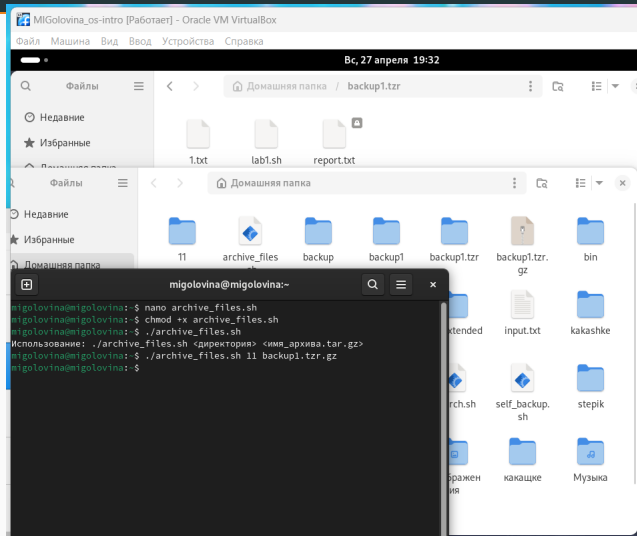 MIGolovina_os-intro [Работает] - Oracle VM VirtualBox
Файл Машина Вид Ввод Устройства Справка
Вс, 27 апреля 19:32
Файлы
Домашняя папка / backup1.tzr
Недавние
Избранные
1.txt lab1.sh report.txt
Файлы
Домашняя папка
Недавние
Избранные
Домашняя папка
11 archive_files backup backup1 backup1.tzr backup1.tzr.gz bin
migolovina@migolovina:~
migolovina@migolovina:~$ nano archive_files.sh
migolovina@migolovina:~$ chmod +x archive_files.sh
migolovina@migolovina:~$ ./archive_files.sh
Использование: ./archive_files.sh <директория> <имя_архива.tar.gz>
migolovina@migolovina:~$ ./archive_files.sh 11 backup1.tzr.gz
migolovina@migolovina:~$
xtended input.txt kakashke
rch.sh self_backup.sh stepik
бражения какащке Музыка